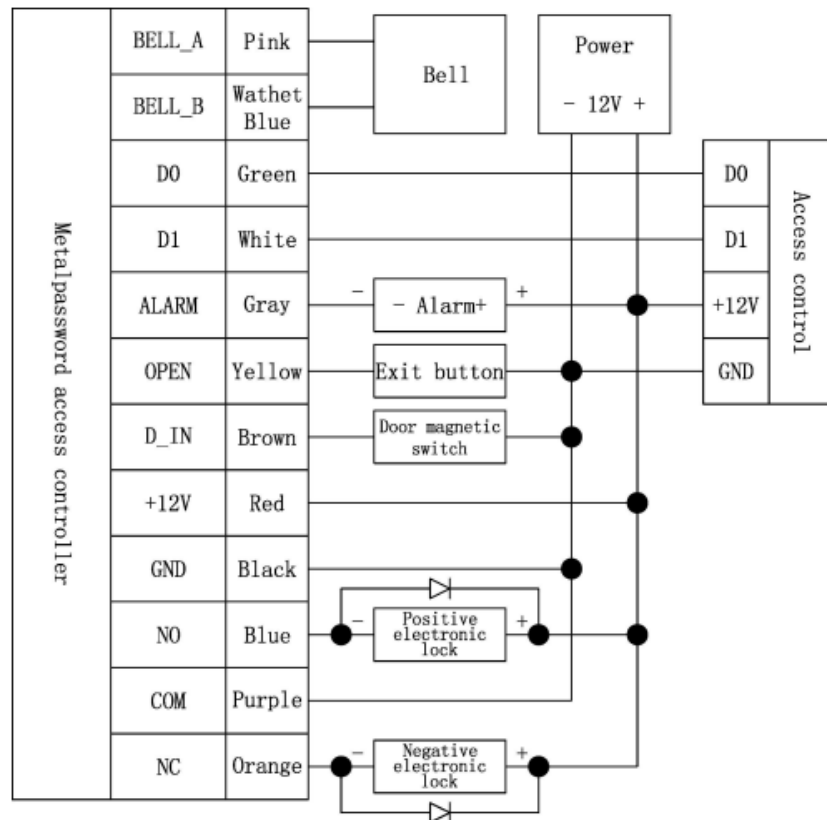 Metalpassword access controller
BELL_A Pink
BELL_B Wathet
Blue
D0 Green
D1 White
ALARM Gray
OPEN Yellow
D_IN Brown
+12V Red
GND Black
NO Blue
COM Purple
NC Orange
Bell
Power
- 12V +
- - Alarm+ +
Exit button
Door magnetic
switch
- Positive +
electronic
lock
- Negative +
electronic
lock
D0
D1
+12V
GND
Access control